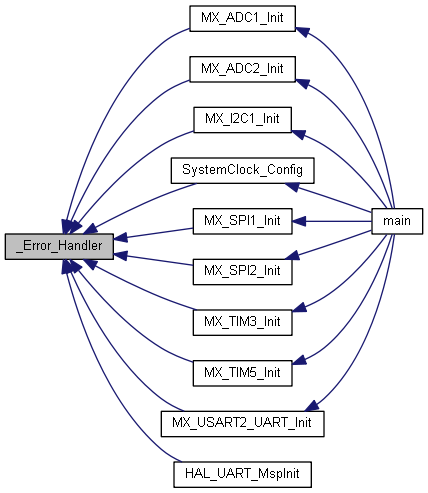 MX_ADC1_Init
MX_ADC2_Init
MX_I2C1_Init
SystemClock_Config
MX_SPI1_Init
main
_Error_Handler
MX_SPI2_Init
MX_TIM3_Init
MX_TIM5_Init
MX_USART2_UART_Init
HAL_UART_MspInit